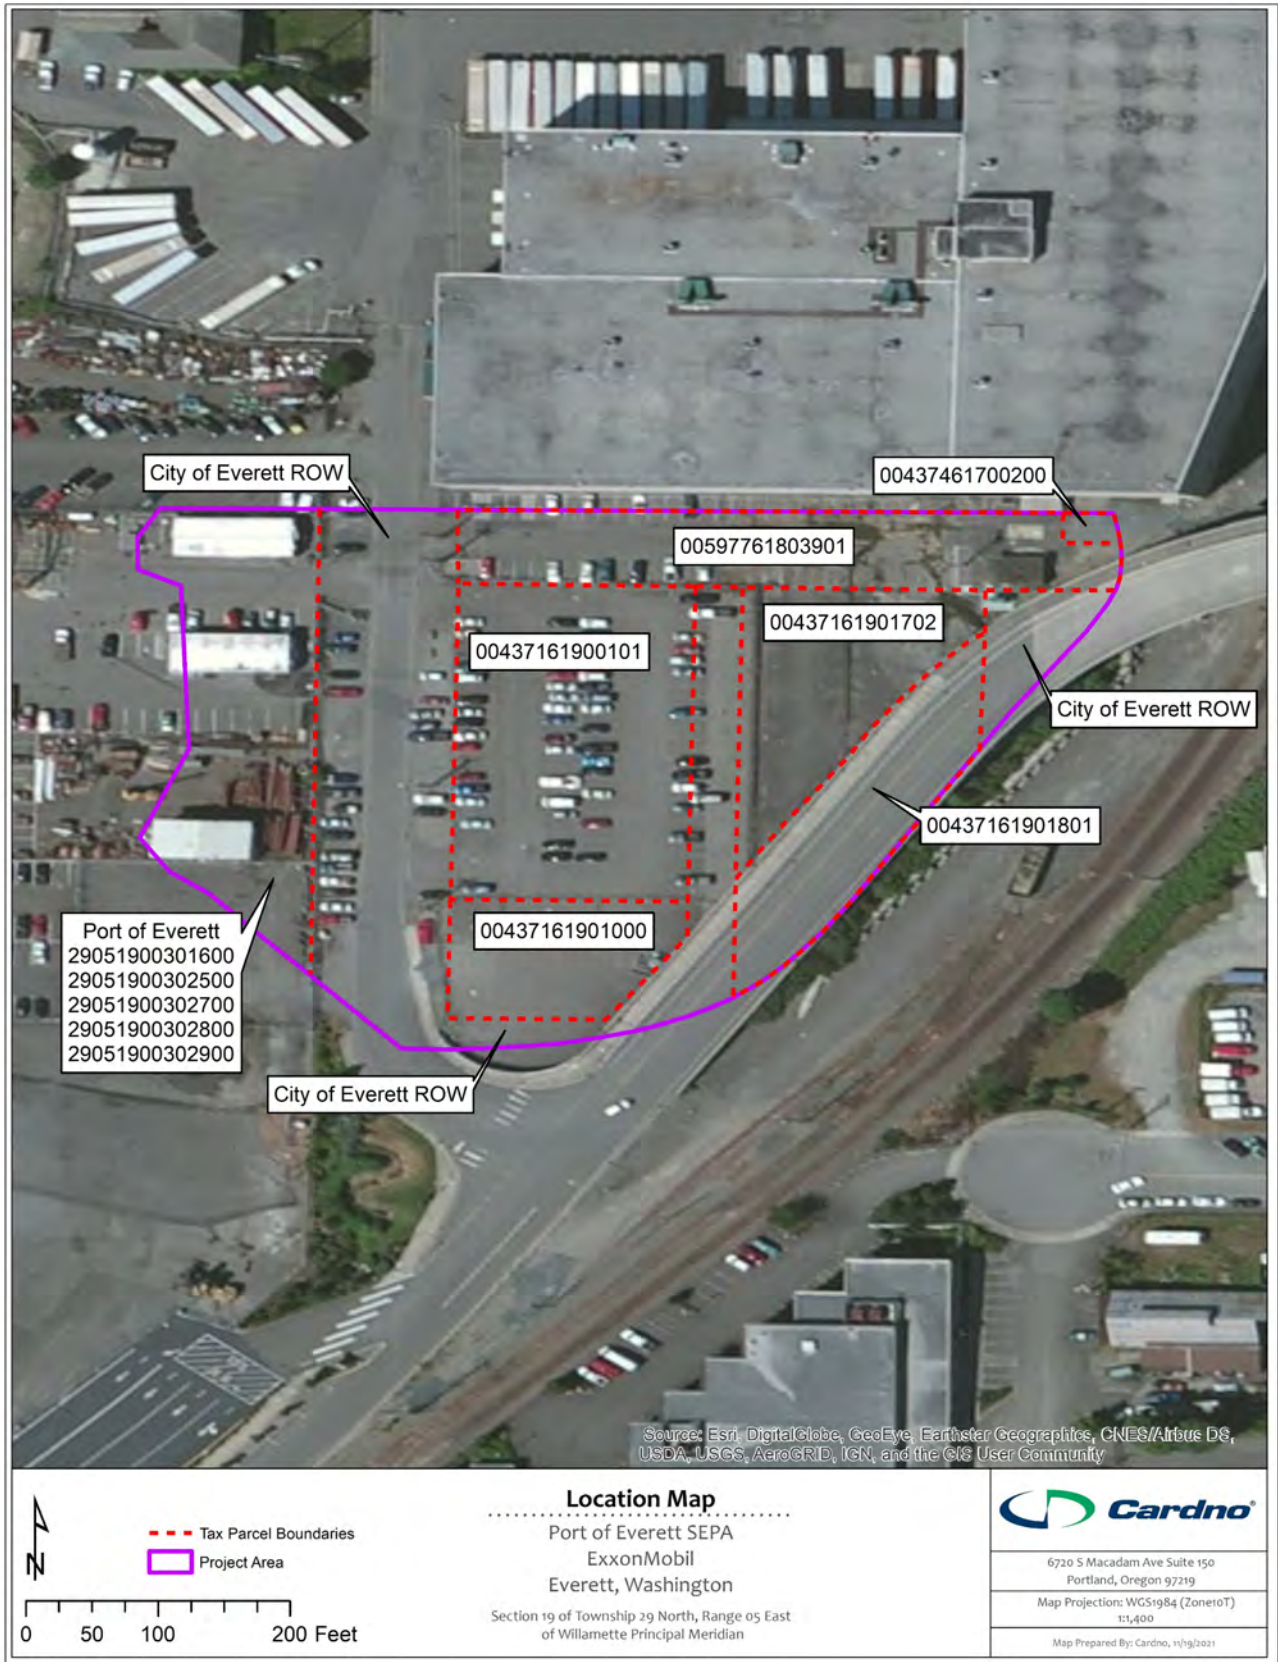 City of Everett ROW
00437461700200
00597761803901
00437161901702
00437161900101
City of Everett ROW
00437161901801
00437161901000
Port of Everett
29051900301600
29051900302500
29051900302700
29051900302800
29051900302900
City of Everett ROW
Source: Esri, DigitalGlobe, GeoEye, Earthstar Geographics, CNES/Airbus DS,
USDA, USGS, AeroGRID, IGN, and the GIS User Community
N
Tax Parcel Boundaries
Project Area
0 50 100 200 Feet
Location Map
Port of Everett SEPA
ExxonMobil
Everett, Washington
Section 19 of Township 29 North, Range 05 East
of Willamette Principal Meridian
Cardno®
6720 S Macadam Ave Suite 150
Portland, Oregon 97219
Map Projection: WGS1984 (Zone10T)
1:1,400
Map Prepared By: Cardno, 11/19/2021